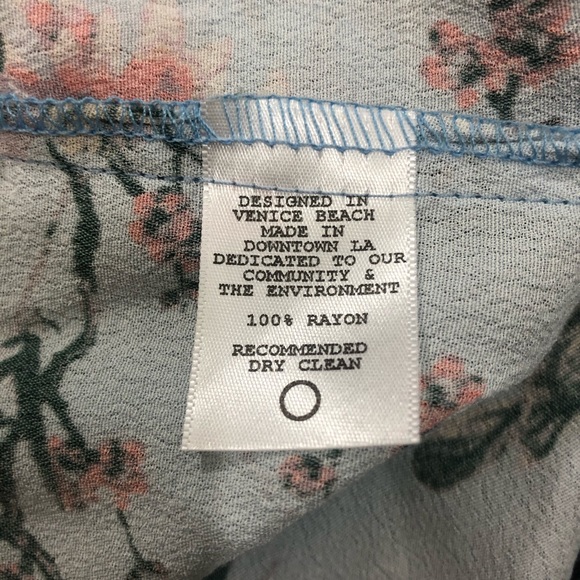 DESIGNED IN
VENICE BEACH
MADE IN
DOWNTOWN LA
DEDICATED TO OUR
COMMUNITY &
THE ENVIRONMENT
100% RAYON
RECOMMENDED
DRY CLEAN